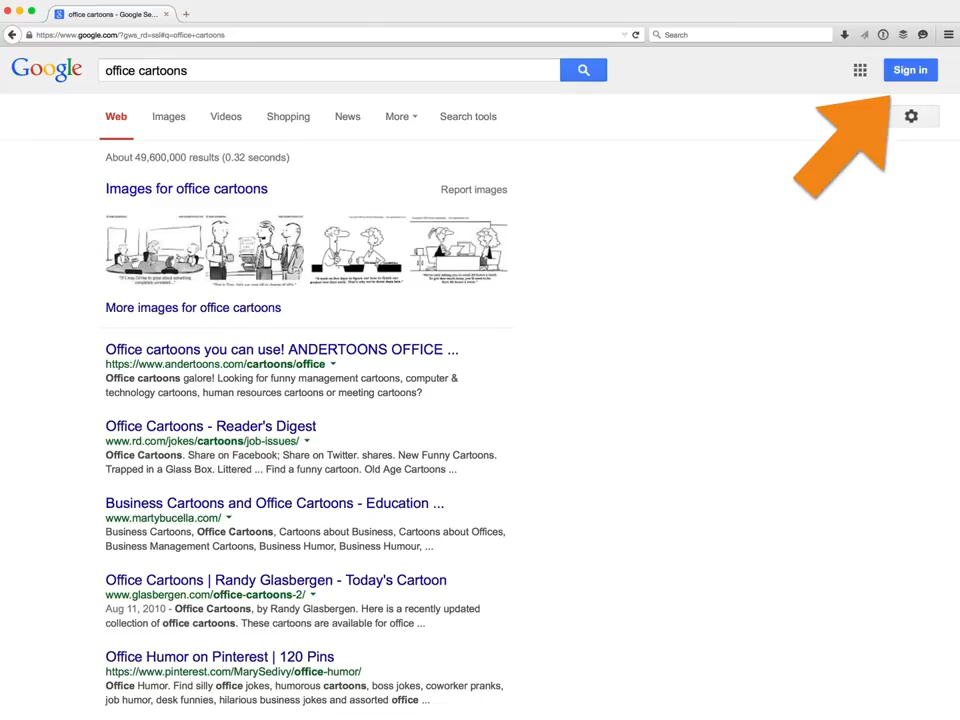 office cartoons - Google Se...
https://www.google.com/?gws_rd=ssl#q=office+cartoons
Search
Google
office cartoons
Sign in
Web Images Videos Shopping News More Search tools
About 49,600,000 results (0.32 seconds)
Images for office cartoons
Report images
More images for office cartoons
Office cartoons you can use! ANDERTOONS OFFICE ...
https://www.andertoons.com/cartoons/office
Office cartoons galore! Looking for funny management cartoons, computer &
technology cartoons, human resources cartoons or meeting cartoons?
Office Cartoons - Reader's Digest
www.rd.com/jokes/cartoons/job-issues/
Office Cartoons. Share on Facebook; Share on Twitter. shares. New Funny Cartoons.
Trapped in a Glass Box. Littered ... Find a funny cartoon. Old Age Cartoons ...
Business Cartoons and Office Cartoons - Education ...
www.martybucella.com/
Business Cartoons, Office Cartoons, Cartoons about Business, Cartoons about Offices,
Business Management Cartoons, Business Humor, Business Humour, ...
Office Cartoons | Randy Glasbergen - Today's Cartoon
www.glasbergen.com/office-cartoons-2/
Aug 11, 2010 - Office Cartoons, by Randy Glasbergen. Here is a recently updated
collection of office cartoons. These cartoons are available for office ...
Office Humor on Pinterest | 120 Pins
https://www.pinterest.com/MarySedivy/office-humor/
Office Humor. Find silly office jokes, humorous cartoons, boss jokes, coworker pranks,
job humor, desk funnies, hilarious business jokes and assorted office ...